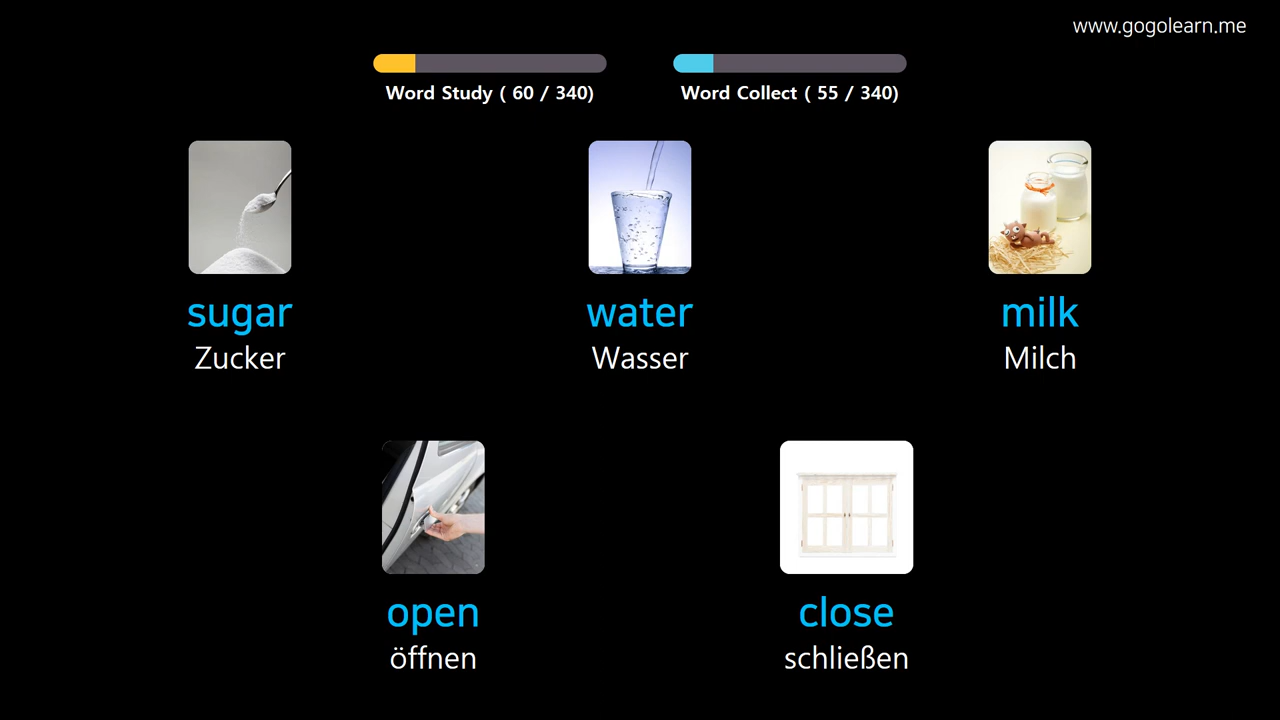 www.gogolearn.me
Word Study ( 60 / 340)
Word Collect ( 55 / 340)
sugar
Zucker
water
Wasser
milk
Milch
open
öffnen
close
schließen